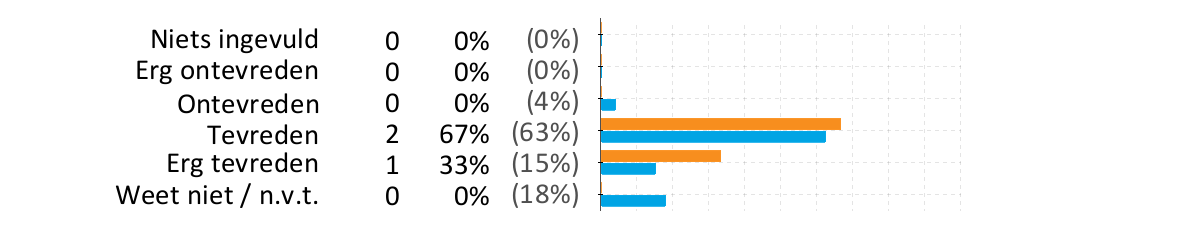 Niets ingevuld 0 0% (0%)
Erg ontevreden 0 0% (0%)
Ontevreden 0 0% (4%)
Tevreden 2 67% (63%)
Erg tevreden 1 33% (15%)
Weet niet / n.v.t. 0 0% (18%)